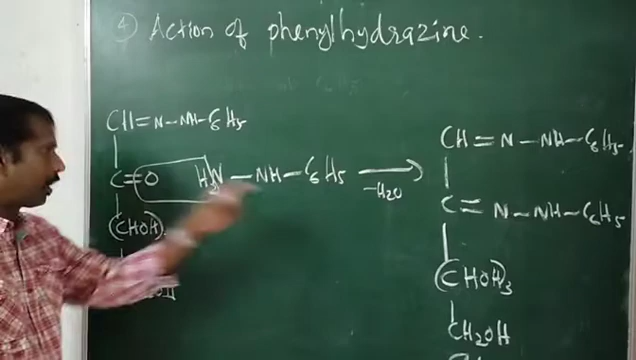 ④ Action of phenylhydrazine.
CH=N-NH-C6H5
C=O H2N-NH-C6H5 -H2O
(CHOH)
CH=N-NH-C6H5
C=N-NH-C6H5
(CHOH)3
CH2OH